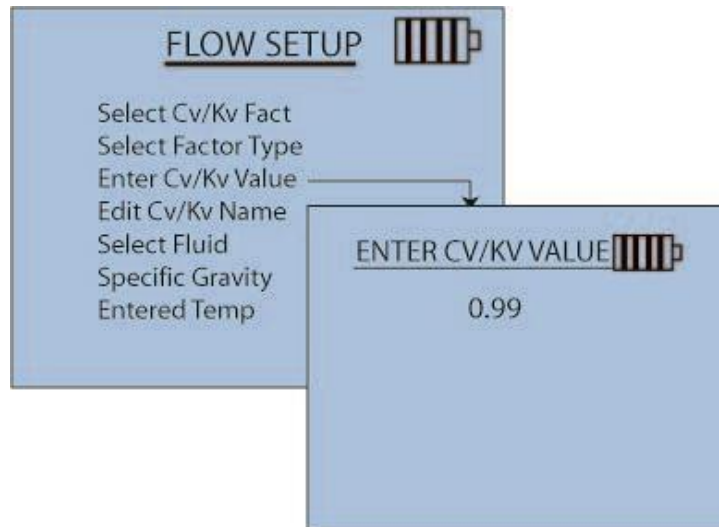 FLOW SETUP
Select Cv/Kv Fact
Select Factor Type
Enter Cv/Kv Value
Edit Cv/Kv Name
Select Fluid
Specific Gravity
Entered Temp
ENTER CV/KV VALUE
0.99